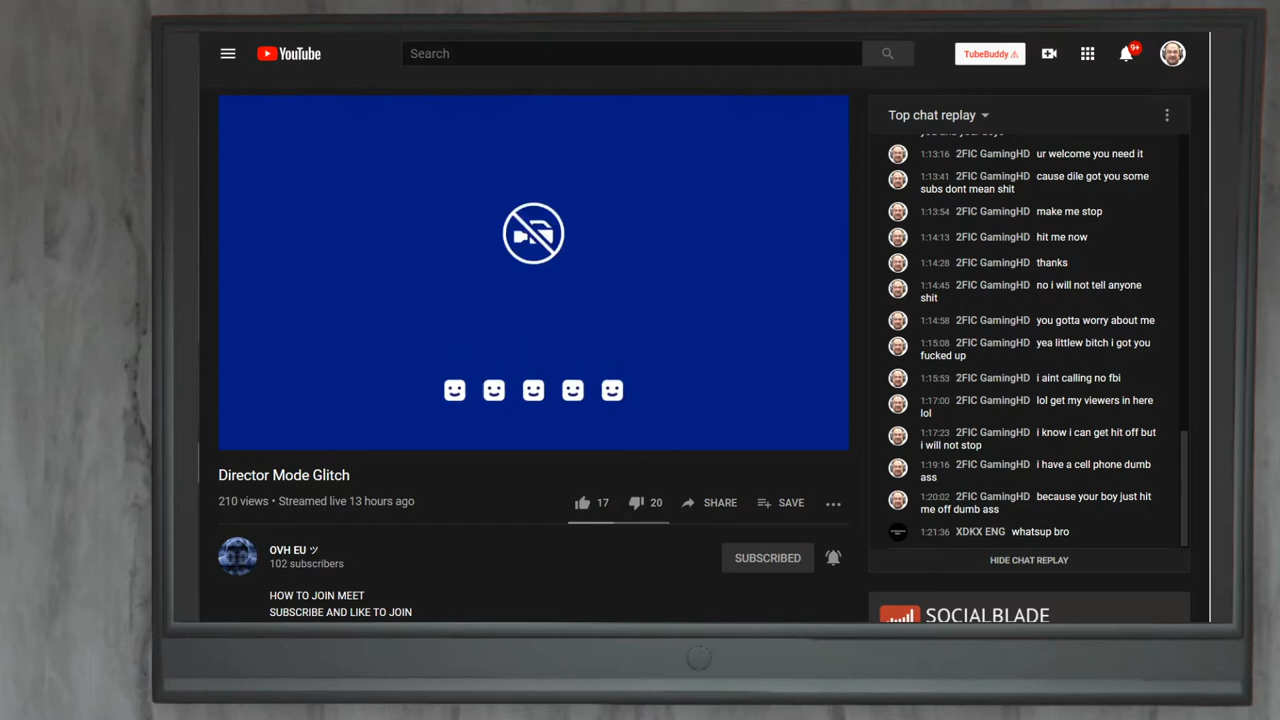 YouTube
Search
TubeBuddy
9+
Top chat replay
1:13:16 2FIC GamingHD ur welcome you need it
1:13:41 2FIC GamingHD cause dile got you some
subs dont mean shit
1:13:54 2FIC GamingHD make me stop
1:14:13 2FIC GamingHD hit me now
1:14:28 2FIC GamingHD thanks
1:14:45 2FIC GamingHD no i will not tell anyone
shit
1:14:58 2FIC GamingHD you gotta worry about me
1:15:08 2FIC GamingHD yea littlew bitch i got you
fucked up
1:15:53 2FIC GamingHD i aint calling no fbi
1:17:00 2FIC GamingHD lol get my viewers in here
lol
1:17:23 2FIC GamingHD i know i can get hit off but
i will not stop
1:19:16 2FIC GamingHD i have a cell phone dumb
ass
1:20:02 2FIC GamingHD because your boy just hit
me off dumb ass
1:21:36 XDKX ENG whatsup bro
HIDE CHAT REPLAY
Director Mode Glitch
210 views • Streamed live 13 hours ago
17
20
SHARE
SAVE
OVH EU ツ
102 subscribers
SUBSCRIBED
HOW TO JOIN MEET
SUBSCRIBE AND LIKE TO JOIN
SOCIALBLADE